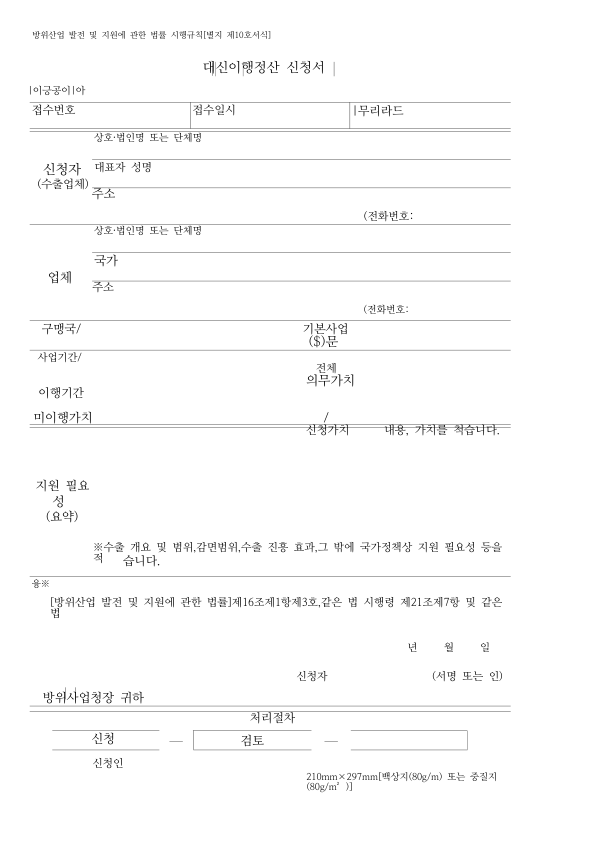 방위산업 발전 및 지원에 관한 법률 시행규칙[별지 제10호서식]
대신이행정산 신청서
이긍공이아
접수번호 접수일시 무리라드
상호·법인명 또는 단체명
신청자
(수출업체)
대표자 성명
주소
(전화번호:
상호·법인명 또는 단체명
업체
국가
주소
(전화번호:
구맹국/ 기본사업
($)문
사업기간/
전체
의무가치
이행기간
미이행가치 /
신청가치 내용, 가치를 척습니다.
지원 필요
성
(요약)
※수출 개요 및 범위,감면범위,수출 진흥 효과,그 밖에 국가정책상 지원 필요성 등을
적 습니다.
용※
[방위산업 발전 및 지원에 관한 법률]제16조제1항제3호,같은 법 시행령 제21조제7항 및 같은
법
년 월 일
신청자 (서명 또는 인)
방위사업청장 귀하
처리절차
신청 — 검토 —
신청인
210mm×297mm[백상지(80g/m) 또는 중질지
(80g/m² )]